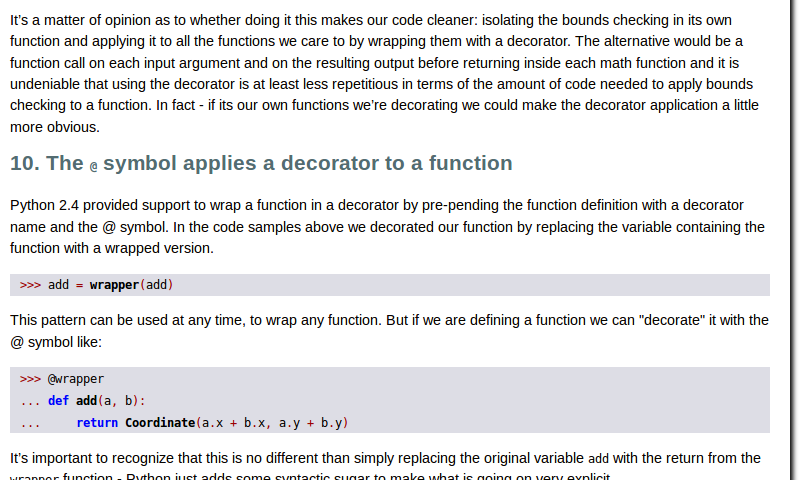 It's a matter of opinion as to whether doing it this makes our code cleaner: isolating the bounds checking in its own
function and applying it to all the functions we care to by wrapping them with a decorator. The alternative would be a
function call on each input argument and on the resulting output before returning inside each math function and it is
undeniable that using the decorator is at least less repetitive in terms of the amount of code needed to apply bounds
checking to a function. In fact - if its our own functions we're decorating we could make the decorator application a little
more obvious.
10. The @ symbol applies a decorator to a function
Python 2.4 provided support to wrap a function in a decorator by pre-pending the function definition with a decorator
name and the @ symbol. In the code samples above we decorated our function by replacing the variable containing the
function with a wrapped version.
>>> add = wrapper(add)
This pattern can be used at any time, to wrap any function. But if we are defining a function we can "decorate" it with the
@ symbol like:
>>> @wrapper
... def add(a, b):
...     return Coordinate(a.x + b.x, a.y + b.y)
It's important to recognize that this is no different than simply replacing the original variable add with the return from the
wrapper function - Python just adds some syntactic sugar to make what is going on very explicit.